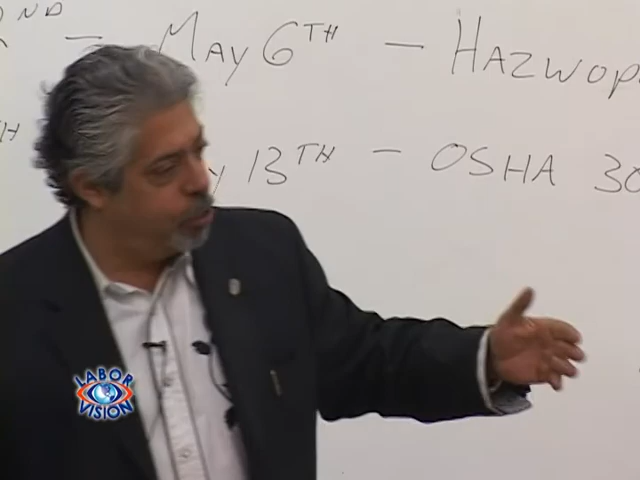 ND — MAY 6TH — HAZWOP
TH Y 13TH — OSHA 30
LABOR
VISION